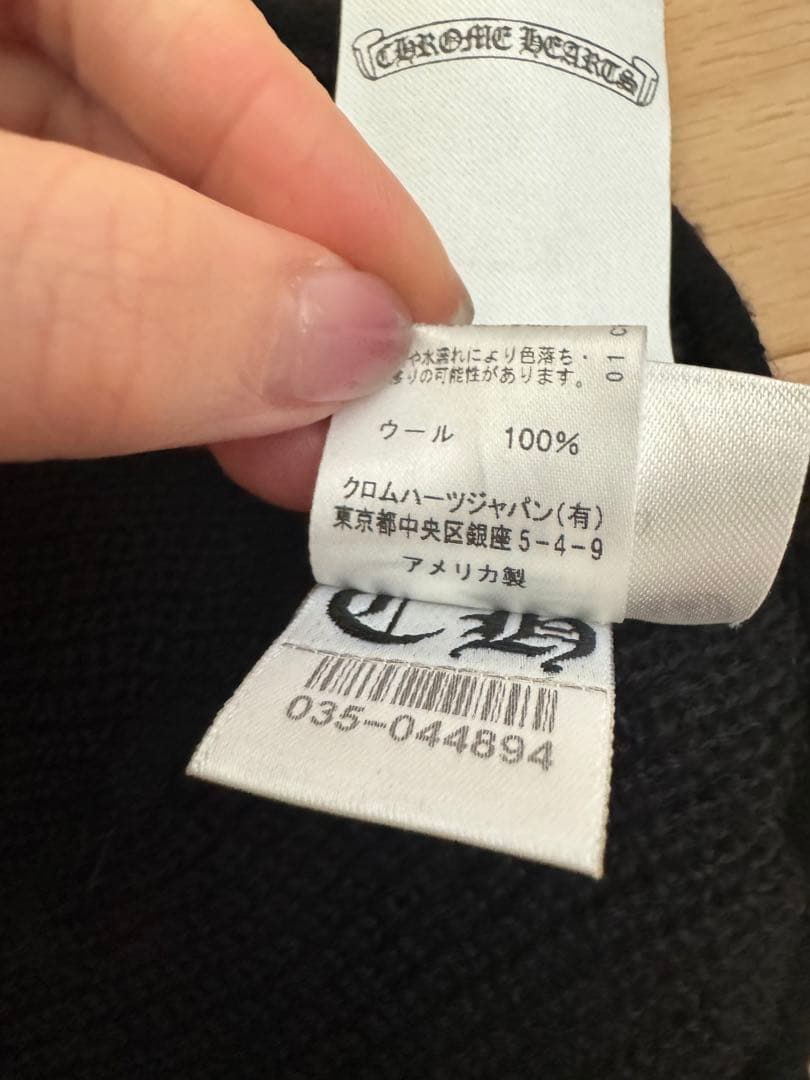 CHROME HEARTS
や水濡れにより色落ち・
移りの可能性があります。
01 C
ウール 100%
クロムハーツジャパン(有)
東京都中央区銀座5-4-9
アメリカ製
CH
035-044894